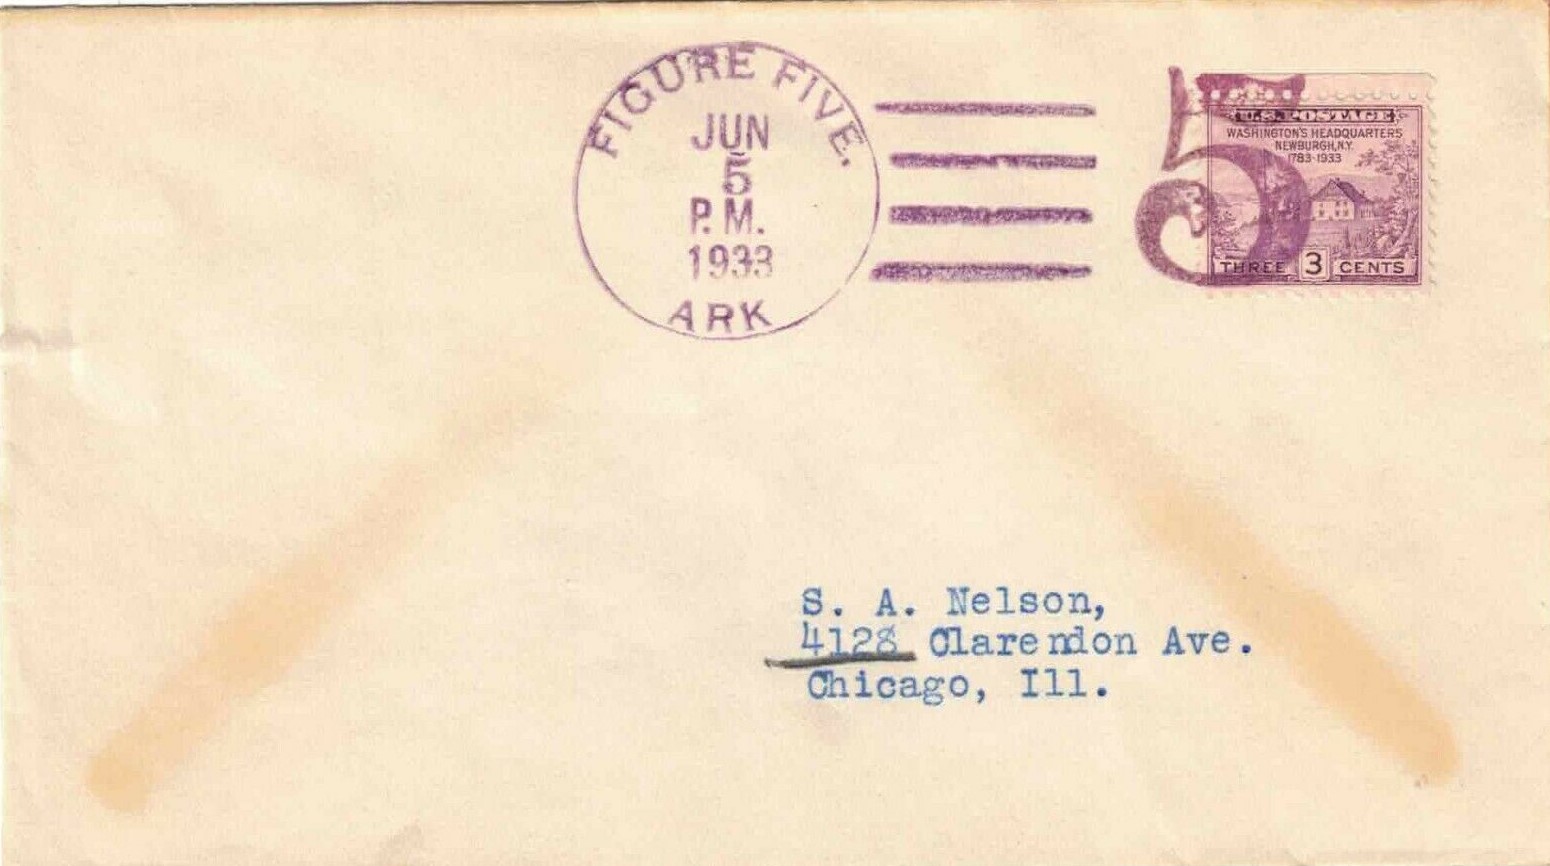 FIGURE FIVE.
JUN
5
P.M.
1933
ARK
5
U.S. POSTAGE
WASHINGTON'S HEADQUARTERS
NEWBURGH, N.Y.
1783-1933
THREE 3 CENTS
S. A. Nelson,
4128 Clarendon Ave.
Chicago, Ill.